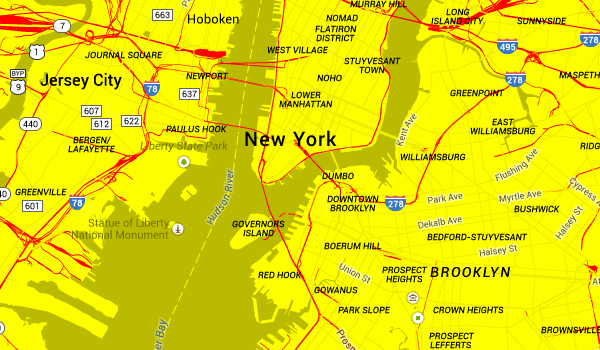 MURRAY HILL
663
Hoboken
NOMAD
FLATIRON
DISTRICT
LONG
ISLAND CITY
SUNNYSIDE
7
1
JOURNAL SQUARE
WEST VILLAGE
495
278
BYP
9
Jersey City
NEWPORT
STUYVESANT
TOWN
NOHO
278
MASPETH
78
637
LOWER
MANHATTAN
GREENPOINT
607
612
622
440
PAULUS HOOK
New York
Kent Ave
EAST
WILLIAMSBURG
BERGEN/
LAFAYETTE
Liberty State Park
WILLIAMSBURG
Flushing Ave
GREENVILLE
601
78
Hudson River
DUMBO
DOWNTOWN
BROOKLYN
278
Park Ave
Myrtle Ave
BUSHWICK
Halsey St
Statue of Liberty
National Monument
GOVERNORS
ISLAND
Dekalb Ave
BEDFORD-STUYVESANT
BOERUM HILL
Halsey St
RED HOOK
Union St
PROSPECT
HEIGHTS
BROOKLYN
GOWANUS
PARK SLOPE
CROWN HEIGHTS
PROSPECT
LEFFERTS